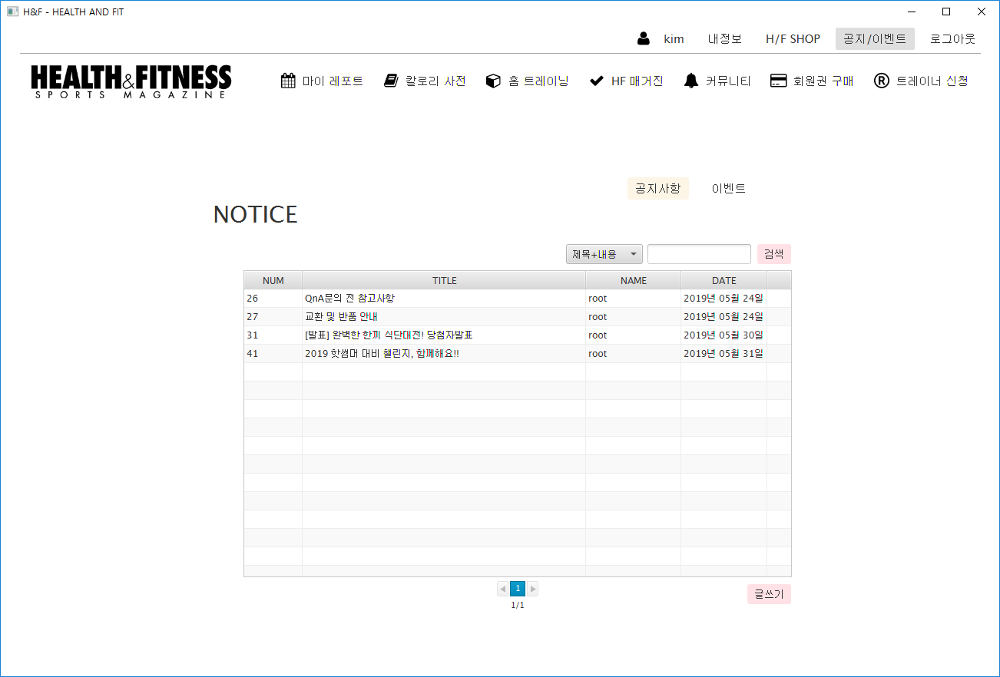 H&F - HEALTH AND FIT
kim 내정보 H/F SHOP 공지/이벤트 로그아웃
HEALTH&FITNESS
SPORTS MAGAZINE
마이 레포트 칼로리 사전 홈 트레이닝 HF 매거진 커뮤니티 회원권 구매 R 트레이너 신청
공지사항 이벤트
NOTICE
제목+내용 검색
NUM TITLE NAME DATE
26 QnA문의 전 참고사항 root 2019년 05월 24일
27 교환 및 반품 안내 root 2019년 05월 24일
31 [발표] 완벽한 한끼 식단대전! 당첨자발표 root 2019년 05월 30일
41 2019 핫썸머 대비 챌린지, 함께해요!! root 2019년 05월 31일
1
1/1
글쓰기